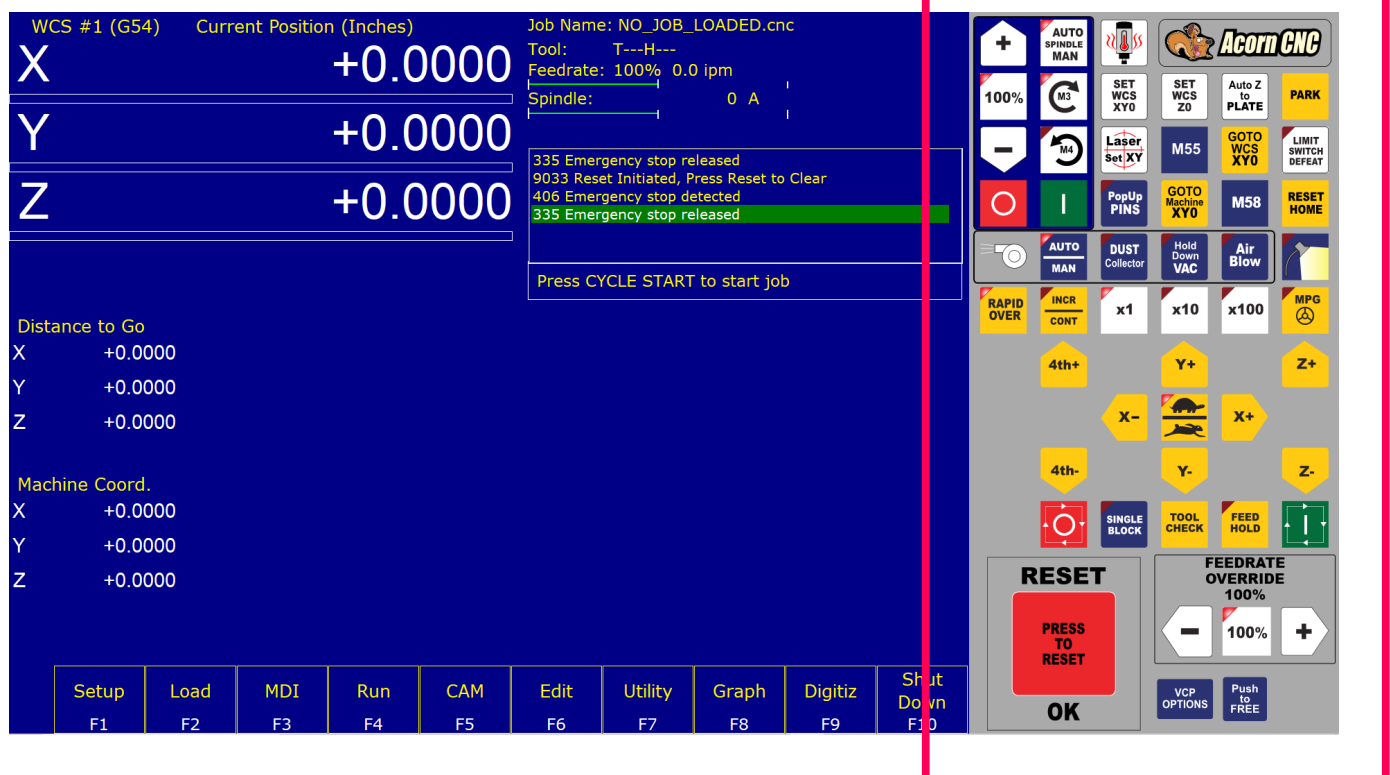 WCS #1 (G54) Current Position (Inches)
X +0.0000
Y +0.0000
Z +0.0000
Job Name: NO_JOB_LOADED.cnc
Tool: T---H---
Feedrate: 100% 0.0 ipm
Spindle: 0 A
335 Emergency stop released
9033 Reset Initiated, Press Reset to Clear
406 Emergency stop detected
335 Emergency stop released
Press CYCLE START to start job
Distance to Go
X +0.0000
Y +0.0000
Z +0.0000
Machine Coord.
X +0.0000
Y +0.0000
Z +0.0000
Setup
F1
Load
F2
MDI
F3
Run
F4
CAM
F5
Edit
F6
Utility
F7
Graph
F8
Digitiz
F9
Shut
Down
F10
+
AUTO
SPINDLE
MAN
Acorn CNC
100%
M3
SET
WCS
XY0
SET
WCS
Z0
Auto Z
to
PLATE
PARK
-
M4
Laser
Set XY
M55
GOTO
WCS
XY0
LIMIT
SWITCH
DEFEAT
PopUp
PINS
GOTO
Machine
XY0
M58
RESET
HOME
AUTO
MAN
DUST
Collector
Hold
Down
VAC
Air
Blow
RAPID
OVER
INCR
CONT
x1
x10
x100
MPG
4th+
Y+
Z+
X-
X+
4th-
Y-
Z-
SINGLE
BLOCK
TOOL
CHECK
FEED
HOLD
RESET
PRESS
TO
RESET
OK
FEEDRATE
OVERRIDE
100%
-
100%
+
VCP
OPTIONS
Push
to
FREE